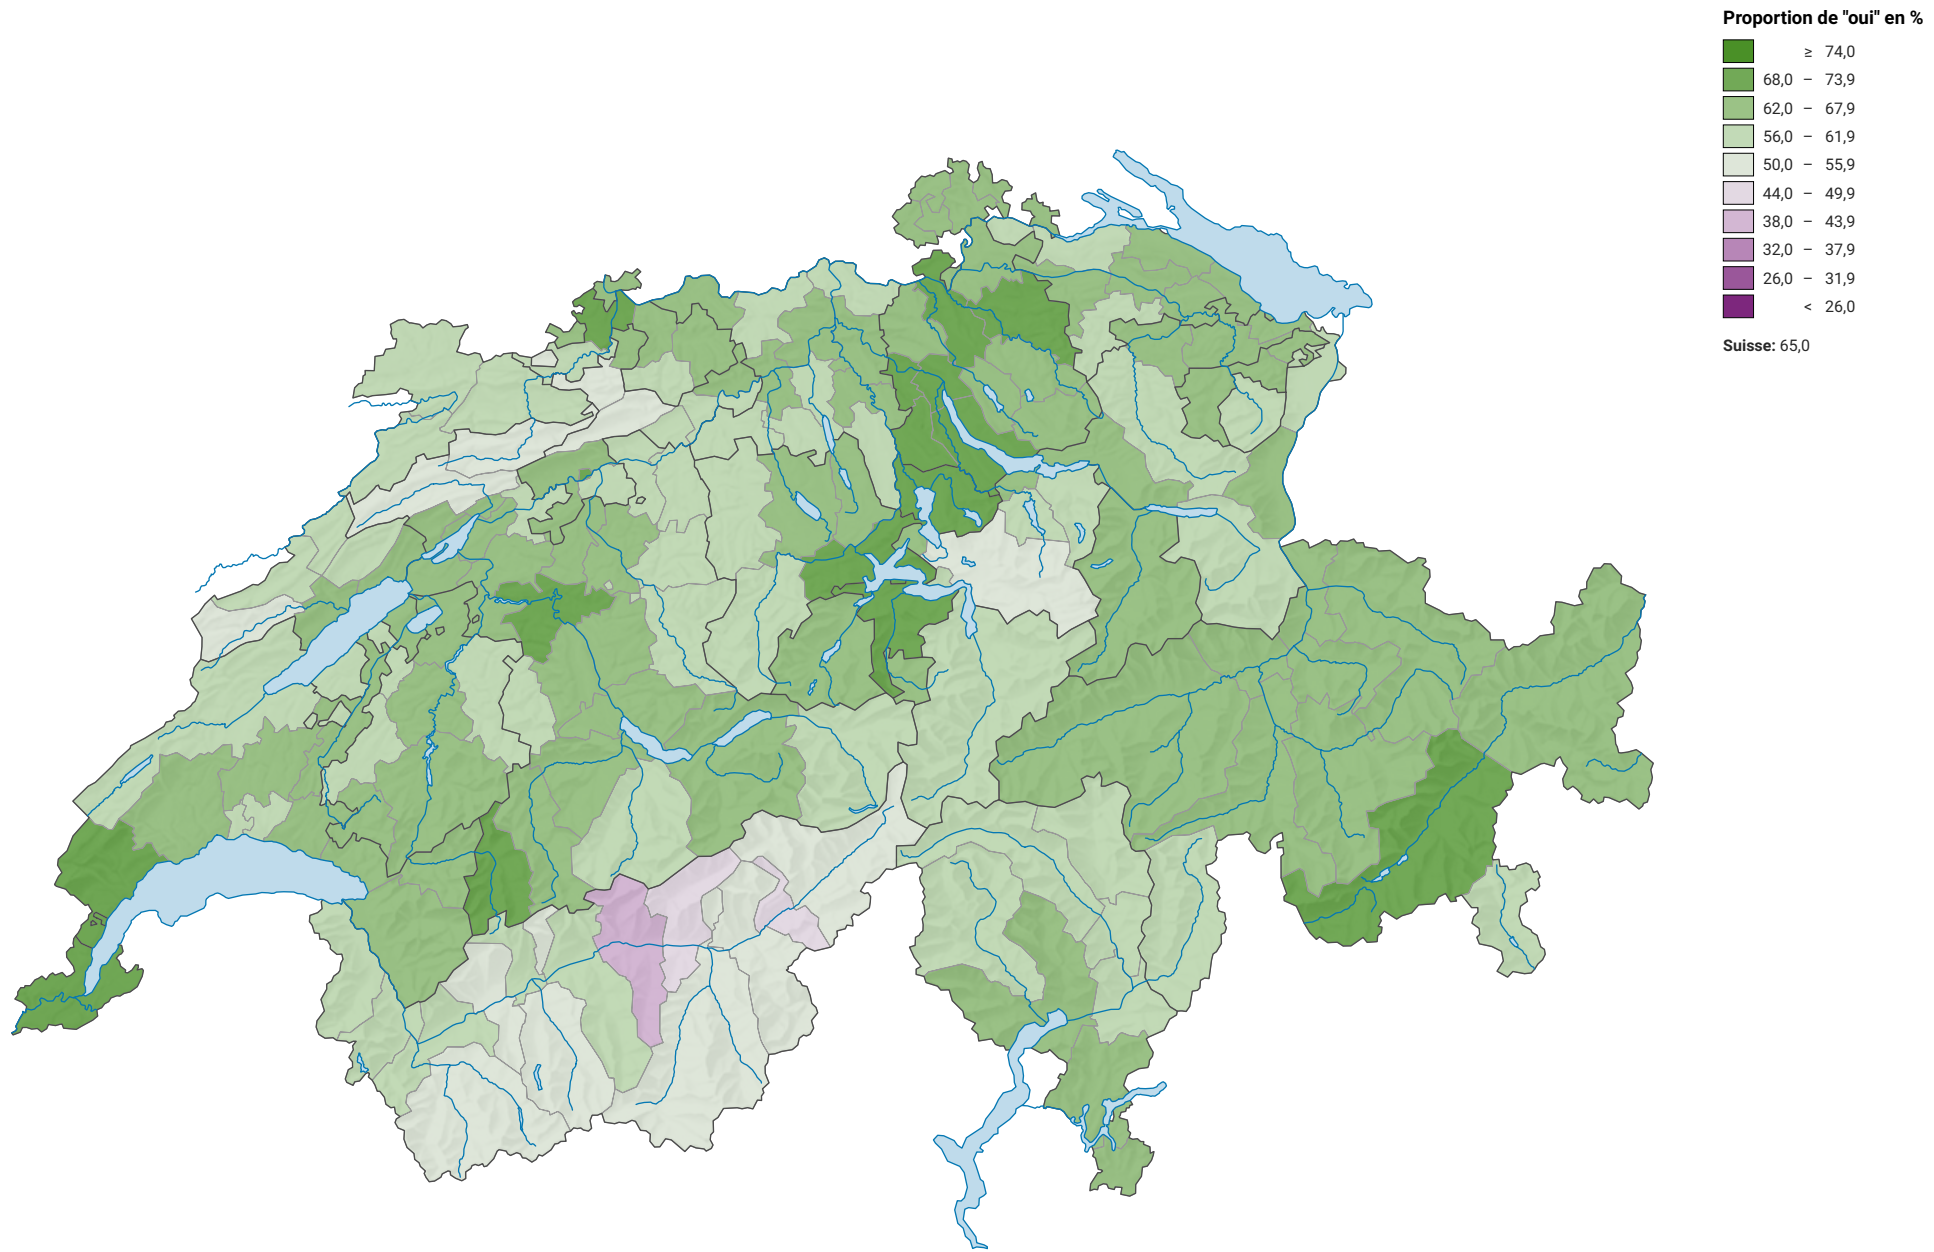 Proportion de "oui" en %
≥ 74,0
68,0 – 73,9
62,0 – 67,9
56,0 – 61,9
50,0 – 55,9
44,0 – 49,9
38,0 – 43,9
32,0 – 37,9
26,0 – 31,9
< 26,0
Suisse: 65,0